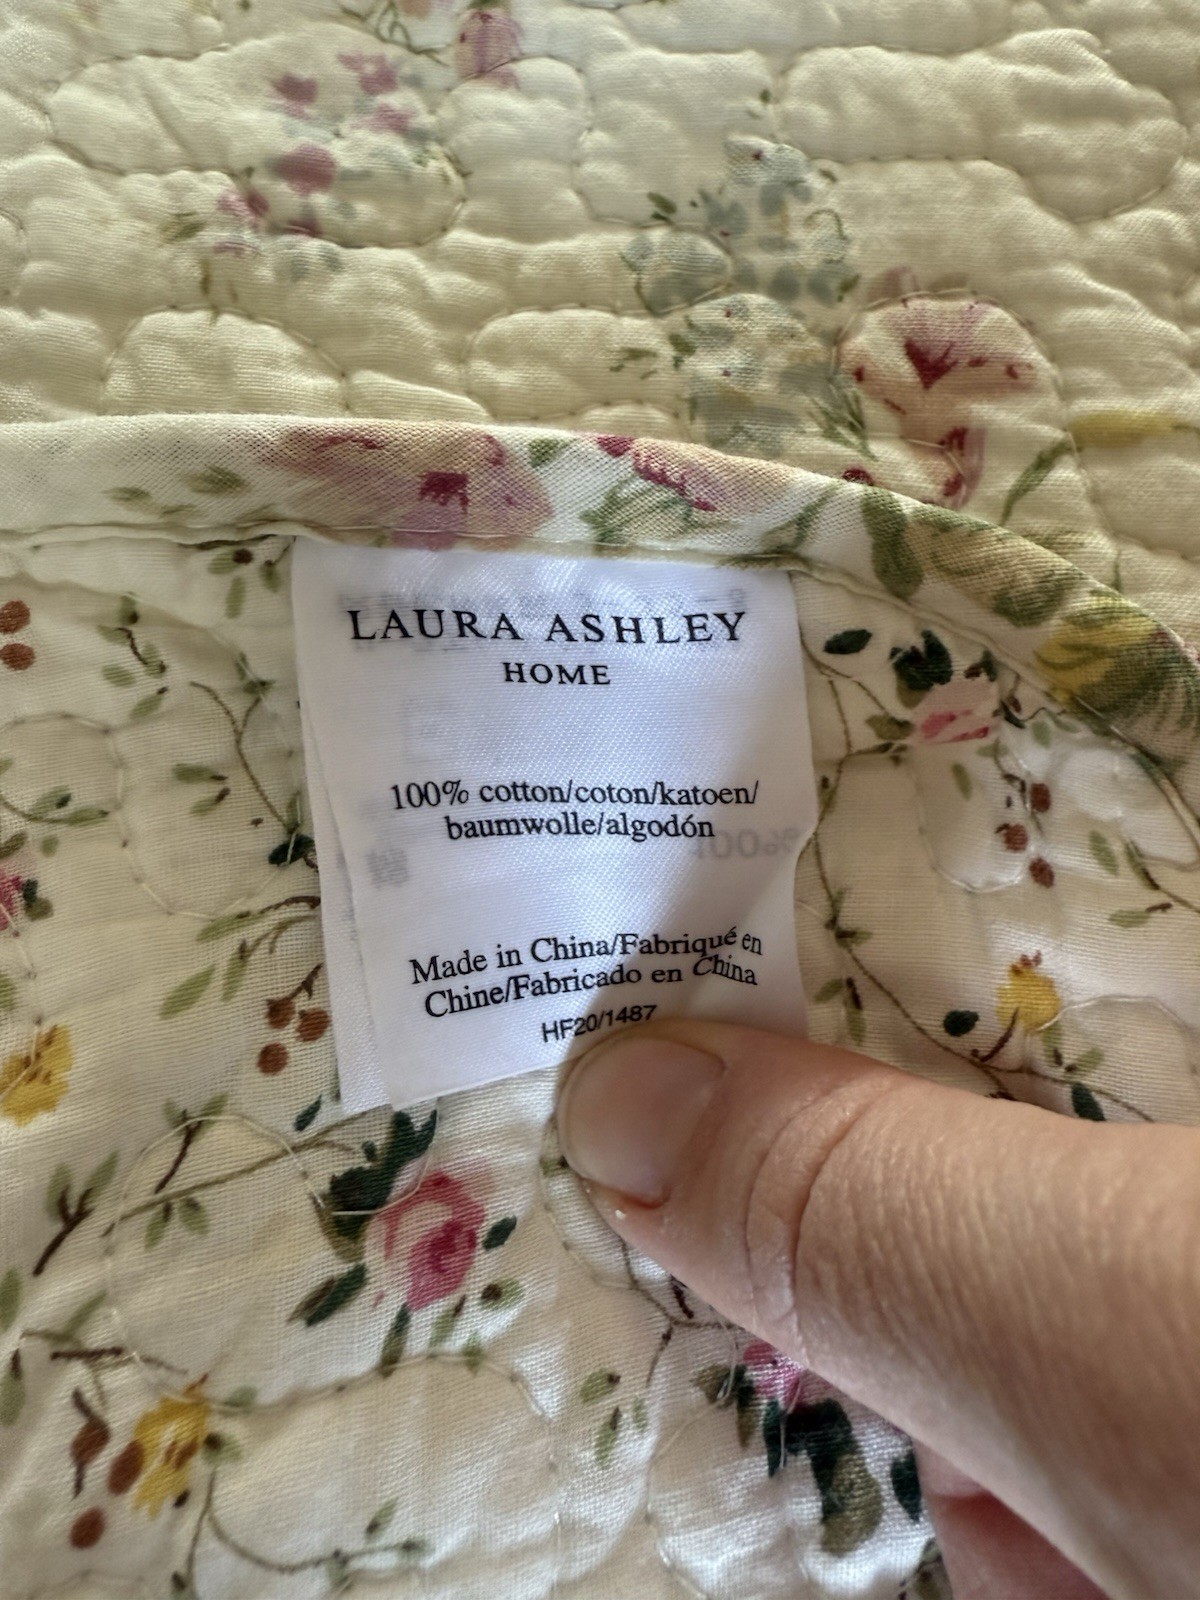 LAURA ASHLEY
HOME
100% cotton/coton/katoen/
baumwolle/algodón
Made in China/Fabriqué en
Chine/Fabricado en China
HF20/1487